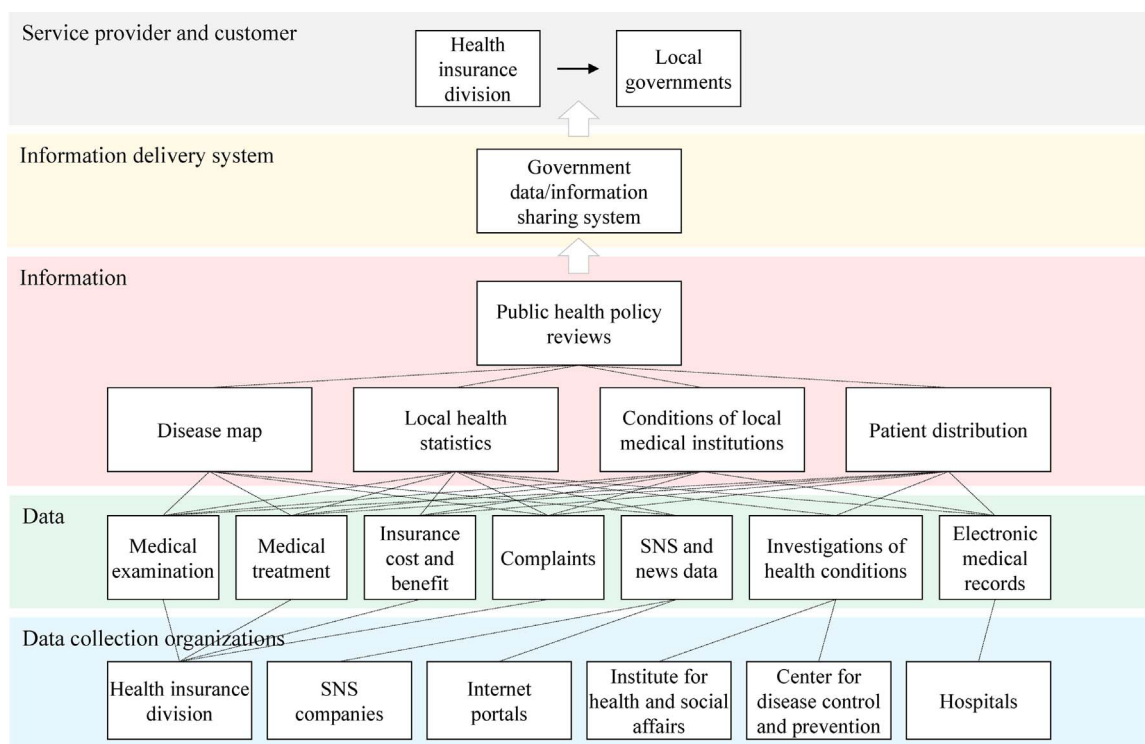 Service provider and customer
Health
insurance
division
Local
governments
Information delivery system
Government
data/information
sharing system
Information
Public health policy
reviews
Disease map
Local health
statistics
Conditions of local
medical institutions
Patient distribution
Data
Medical
examination
Medical
treatment
Insurance
cost and
benefit
Complaints
SNS and
news data
Investigations of
health conditions
Electronic
medical
records
Data collection organizations
Health insurance
division
SNS
companies
Internet
portals
Institute for
health and social
affairs
Center for
disease control
and prevention
Hospitals